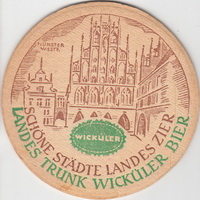 MÜNSTER
WESTF.
WICKÜLER
SCHÖNE STÄDTE LANDES ZIER
LANDES TRUNK WICKÜLER BIER